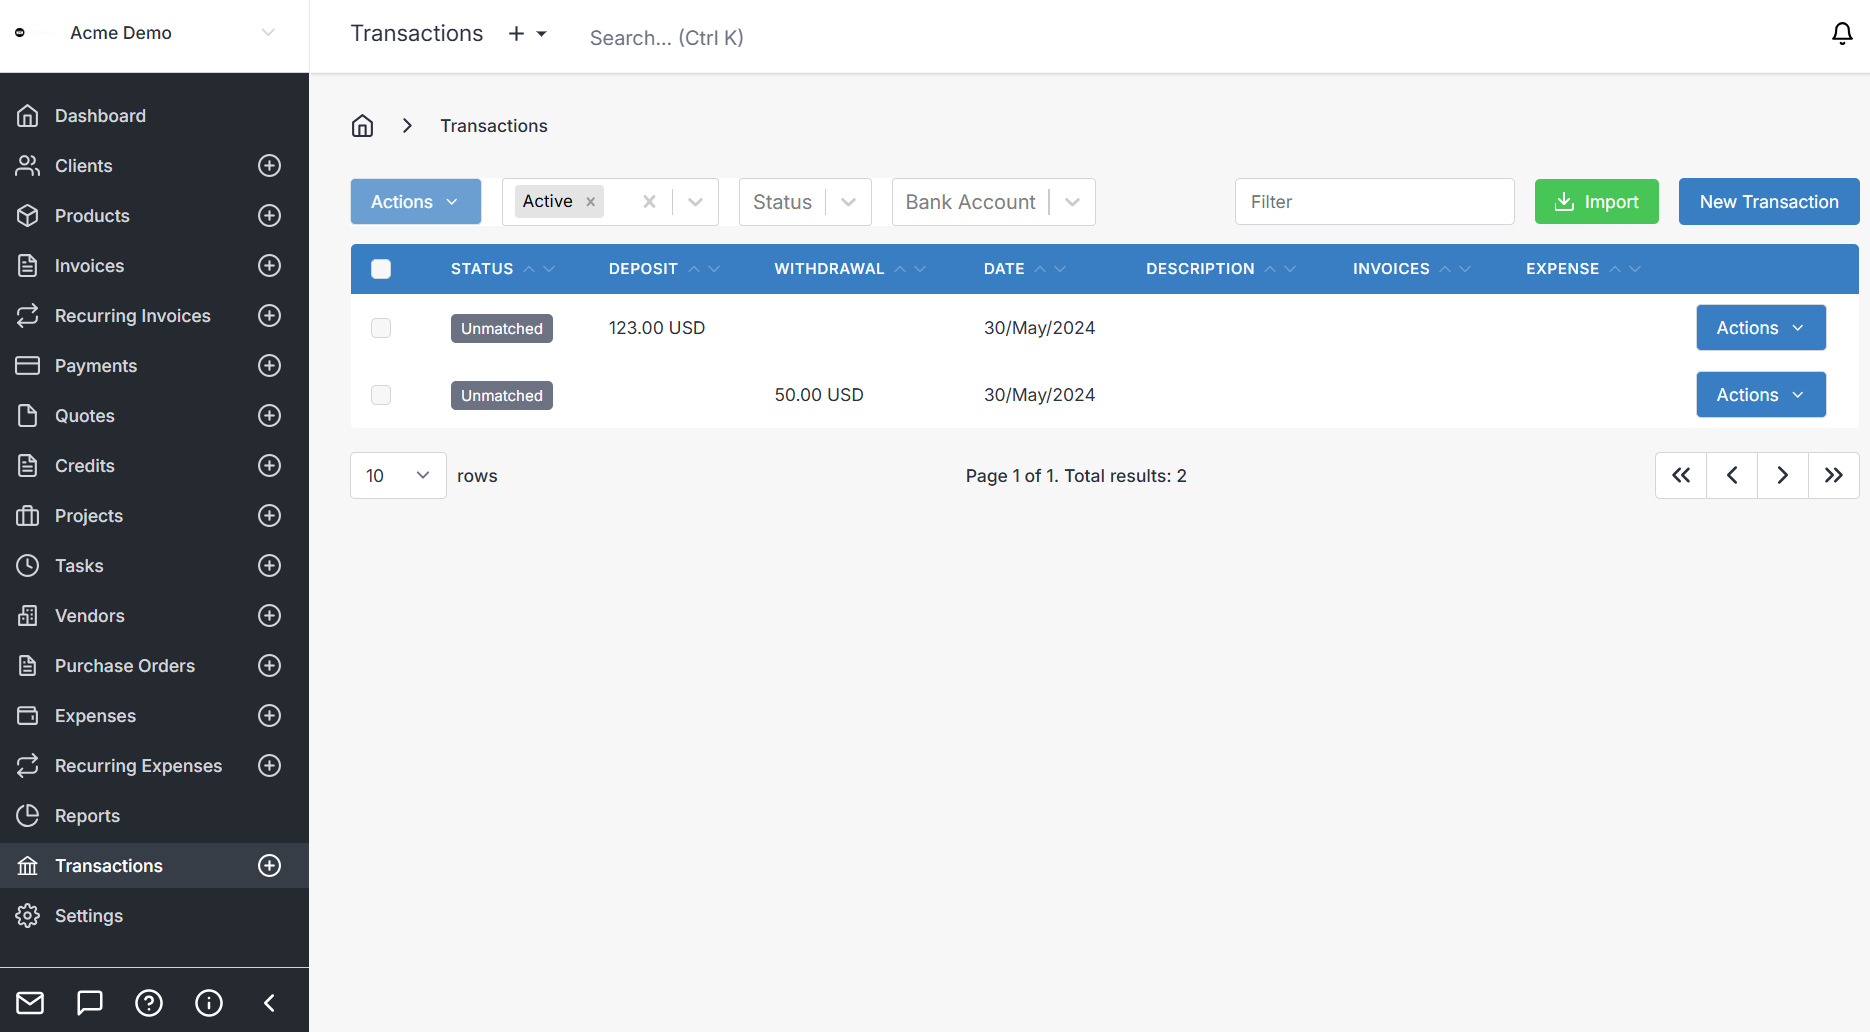 Acme Demo
Transactions
Search... (Ctrl K)
Dashboard
Clients
Products
Invoices
Recurring Invoices
Payments
Quotes
Credits
Projects
Tasks
Vendors
Purchase Orders
Expenses
Recurring Expenses
Reports
Transactions
Settings
Transactions
Actions Active × Status Bank Account Filter Import New Transaction
STATUS DEPOSIT WITHDRAWAL DATE DESCRIPTION INVOICES EXPENSE
Unmatched 123.00 USD 30/May/2024 Actions
Unmatched 50.00 USD 30/May/2024 Actions
10 rows Page 1 of 1. Total results: 2